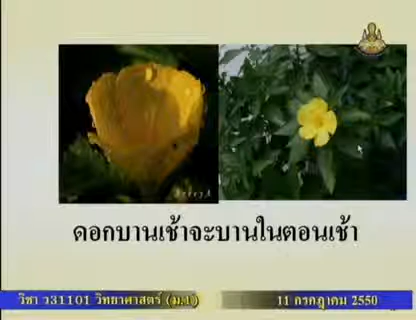 ดอกบานเช้าจะบานในตอนเช้า
วิชา ว31101 วิทยาศาสตร์ (ม.1) 11 กรกฎาคม 2550